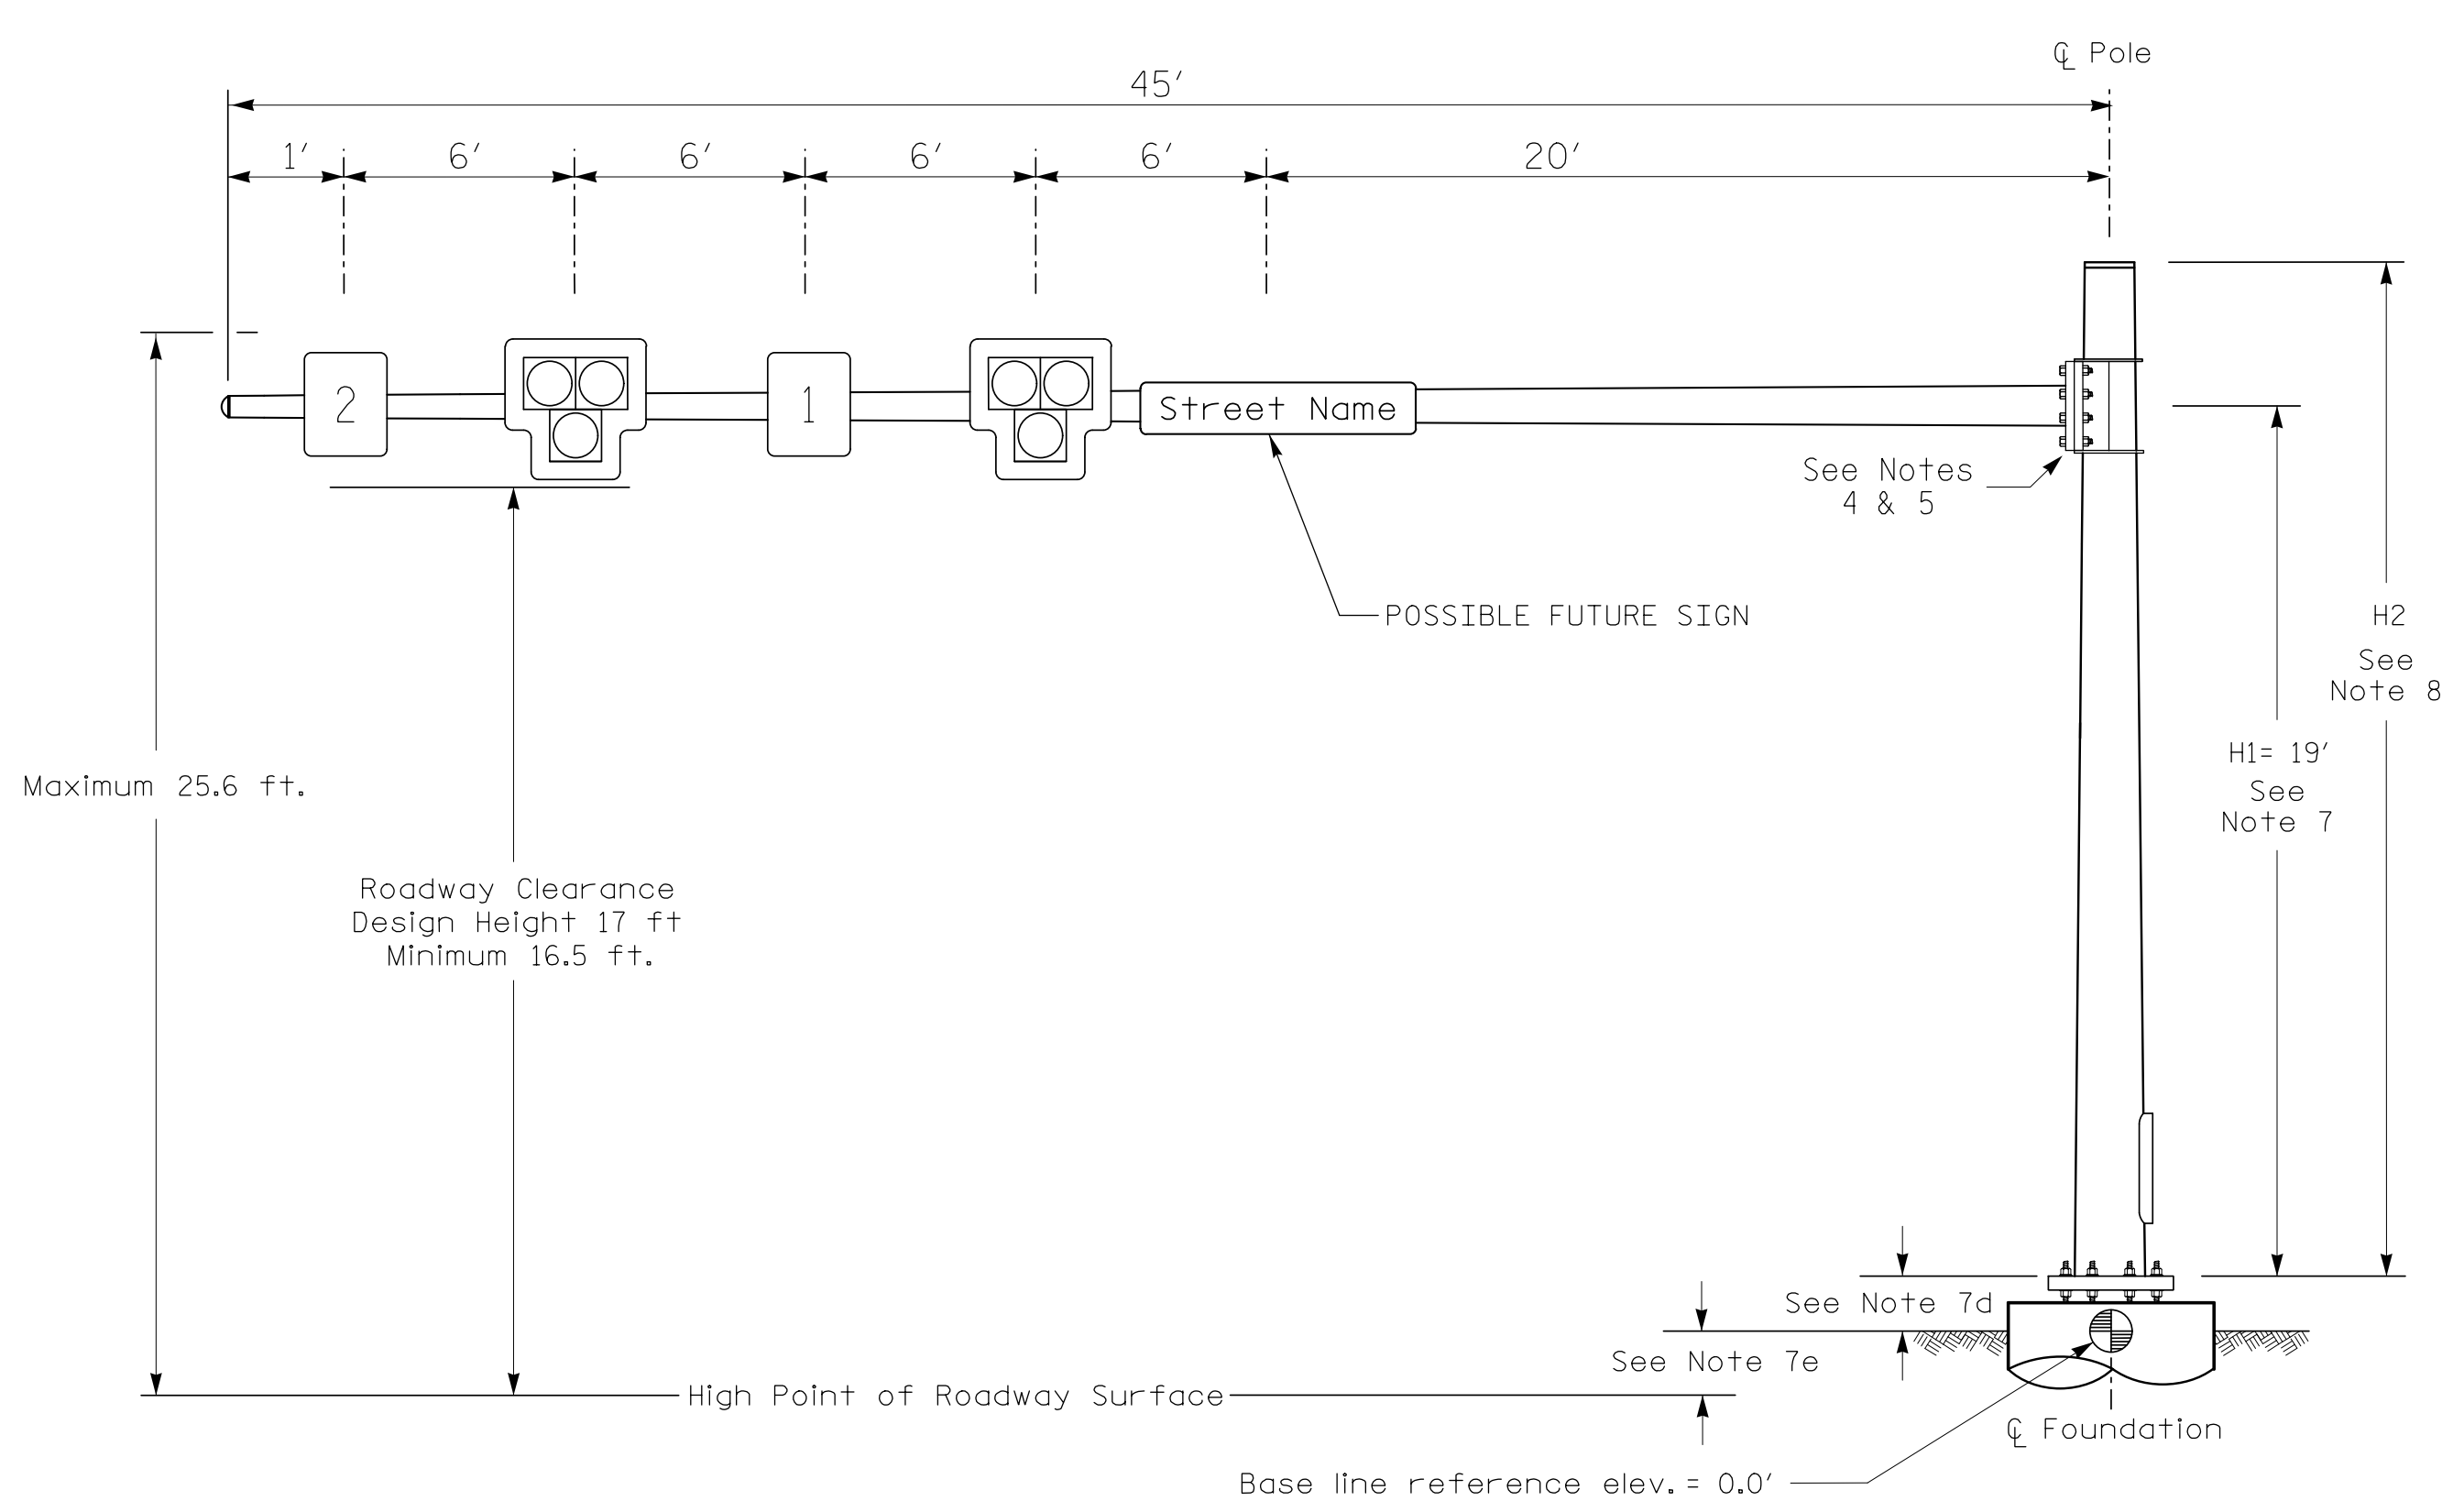 ℄ Pole
45'
1' 6' 6' 6' 6' 20'
2
1
Street Name
See Notes
4 & 5
POSSIBLE FUTURE SIGN
H2
See
Note 8
H1= 19'
See
Note 7
Maximum 25.6 ft.
Roadway Clearance
Design Height 17 ft
Minimum 16.5 ft.
See Note 7d
See Note 7e
High Point of Roadway Surface
℄ Foundation
Base line reference elev.= 0.0'